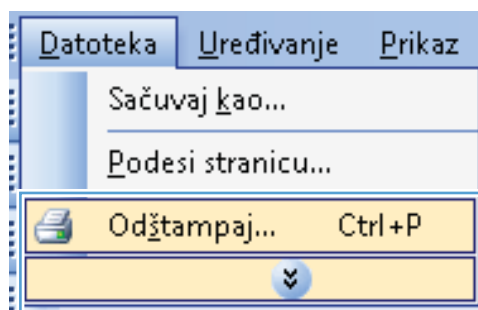 Datoteka Uređivanje Prikaz
Sačuvaj kao...
Podesi stranicu...
Odštampaj... Ctrl+P